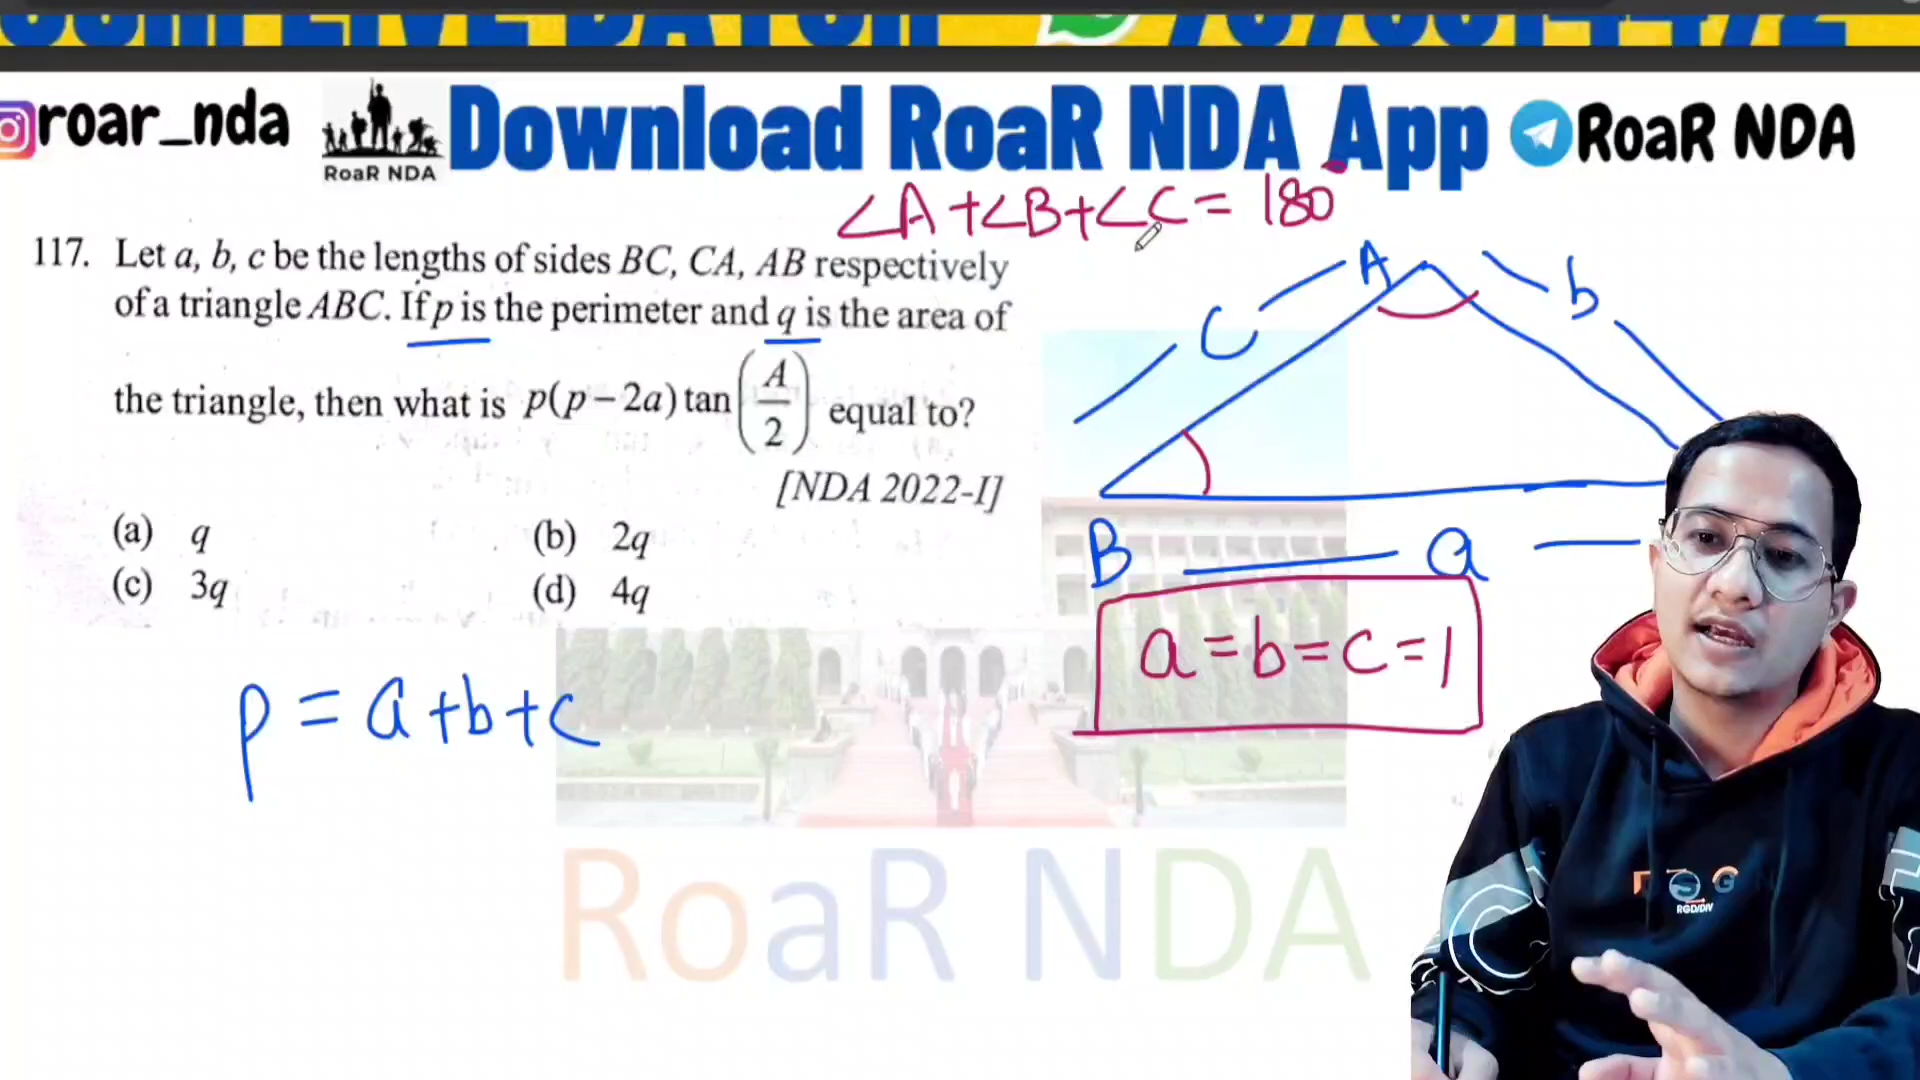 roar_nda
RoaR NDA
Download RoaR NDA App
RoaR NDA
∠A+∠B+∠C = 180°
117. Let a, b, c be the lengths of sides BC, CA, AB respectively
of a triangle ABC. If p is the perimeter and q is the area of
the triangle, then what is p(p−2a) tan(A/2) equal to?
[NDA 2022-I]
(a) q (b) 2q
(c) 3q (d) 4q
A
b
C
B
a
a=b=c=1
p = a+b+c
RoaR NDA
RGD/DIV